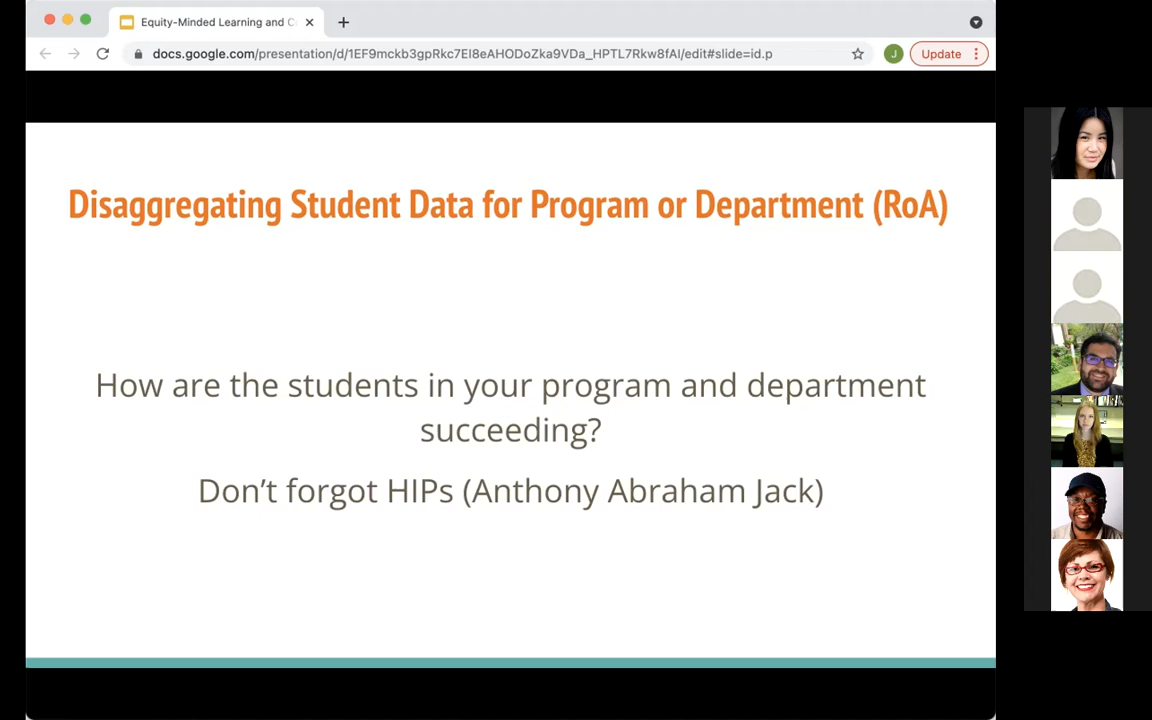 Equity-Minded Learning and C
docs.google.com/presentation/d/1EF9mckb3gpRkc7EI8eAHODoZka9VDa_HPTL7Rkw8fAI/edit#slide=id.p
J
Update
Disaggregating Student Data for Program or Department (RoA)
How are the students in your program and department
succeeding?
Don’t forgot HIPs (Anthony Abraham Jack)